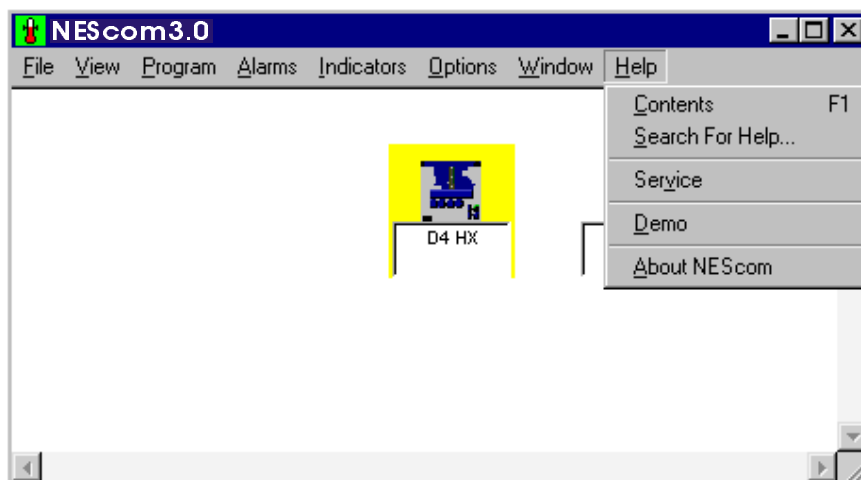 NEScom3.0
File View Program Alarms Indicators Options Window Help
Contents F1
Search For Help...
Service
Demo
About NEScom
D4 HX